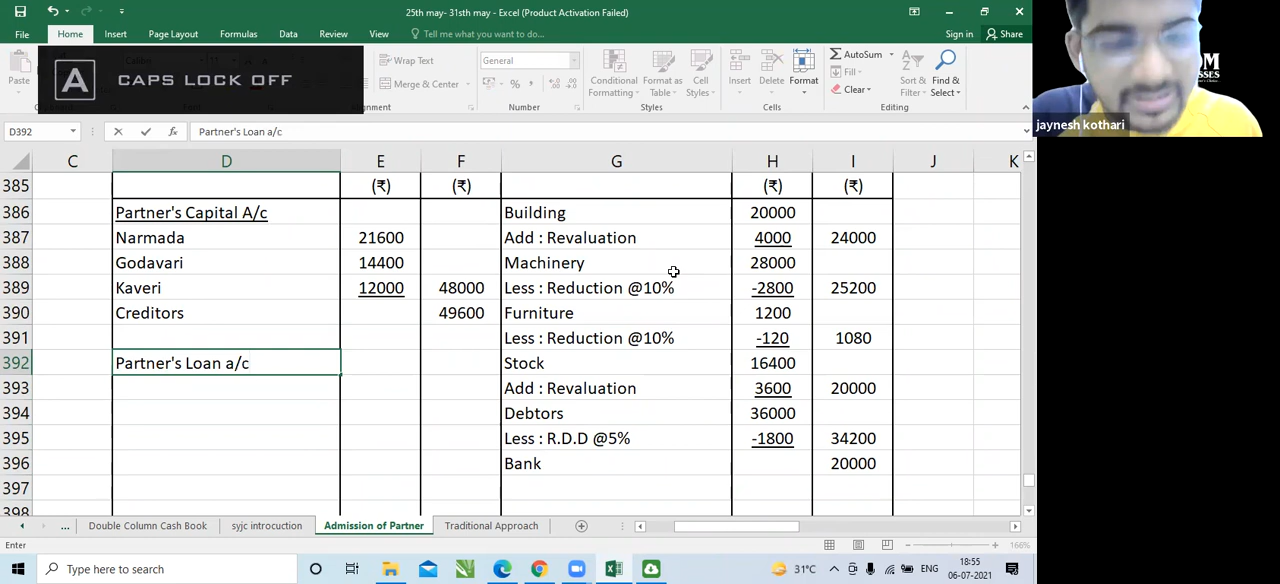 25th may- 31sth may - Excel (Product Activation Failed)
File Home Insert Page Layout Formulas Data Review View Tell me what you want to do... Sign in Share
A CAPS LOCK OFF
Paste
Wrap Text
Merge & Center
Alignment
General
% ,
Number
Conditional Formatting
Format as Table
Cell Styles
Styles
Insert Delete Format
Cells
AutoSum
Fill
Clear
Sort & Filter
Find & Select
Editing
jaynesh kothari
D392 fx Partner's Loan a/c
C D E F G H I J K
385 (₹) (₹) (₹) (₹)
386 Partner's Capital A/c Building 20000
387 Narmada 21600 Add : Revaluation 4000 24000
388 Godavari 14400 Machinery 28000
389 Kaveri 12000 48000 Less : Reduction @10% -2800 25200
390 Creditors 49600 Furniture 1200
391 Less : Reduction @10% -120 1080
392 Partner's Loan a/c Stock 16400
393 Add : Revaluation 3600 20000
394 Debtors 36000
395 Less : R.D.D @5% -1800 34200
396 Bank 20000
397
398
... Double Column Cash Book syjc introcuction Admission of Partner Traditional Approach
Enter 166%
Type here to search 31°C ENG 18:55
06-07-2021